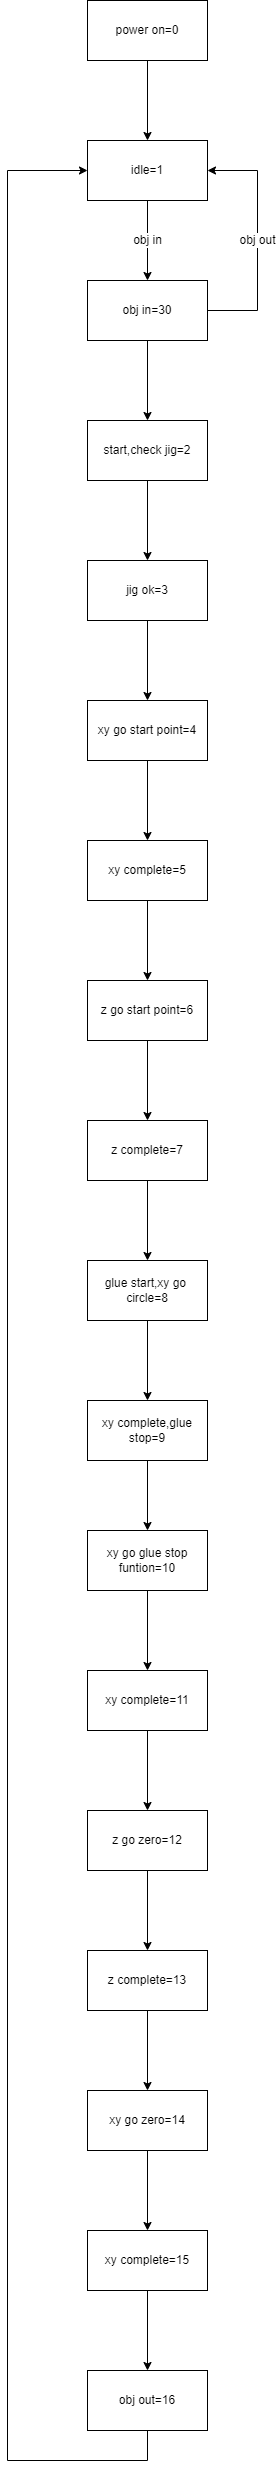 power on=0
idle=1
obj in
obj out
obj in=30
start,check jig=2
jig ok=3
xy go start point=4
xy complete=5
z go start point=6
z complete=7
glue start,xy go
circle=8
xy complete,glue
stop=9
xy go glue stop
funtion=10
xy complete=11
z go zero=12
z complete=13
xy go zero=14
xy complete=15
obj out=16